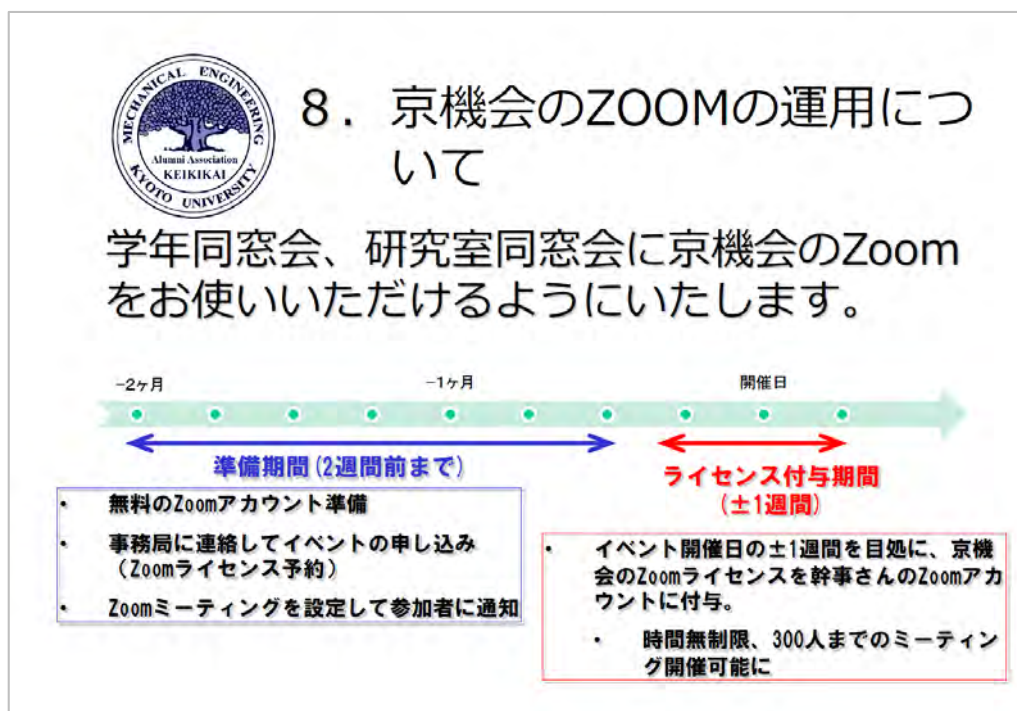 MECHANICAL ENGINEERING
Alumni Association
KEIKIKAI
KYOTO UNIVERSITY
8．京機会のZOOMの運用につ
いて
学年同窓会、研究室同窓会に京機会のZoom
をお使いいただけるようにいたします。
-2ヶ月 -1ヶ月 開催日
準備期間(2週間前まで)
・ 無料のZoomアカウント準備
・ 事務局に連絡してイベントの申し込み
（Zoomライセンス予約）
・ Zoomミーティングを設定して参加者に通知
ライセンス付与期間
(±1週間)
・ イベント開催日の±1週間を目処に、京機
会のZoomライセンスを幹事さんのZoomアカ
ウントに付与。
・ 時間無制限、300人までのミーティン
グ開催可能に